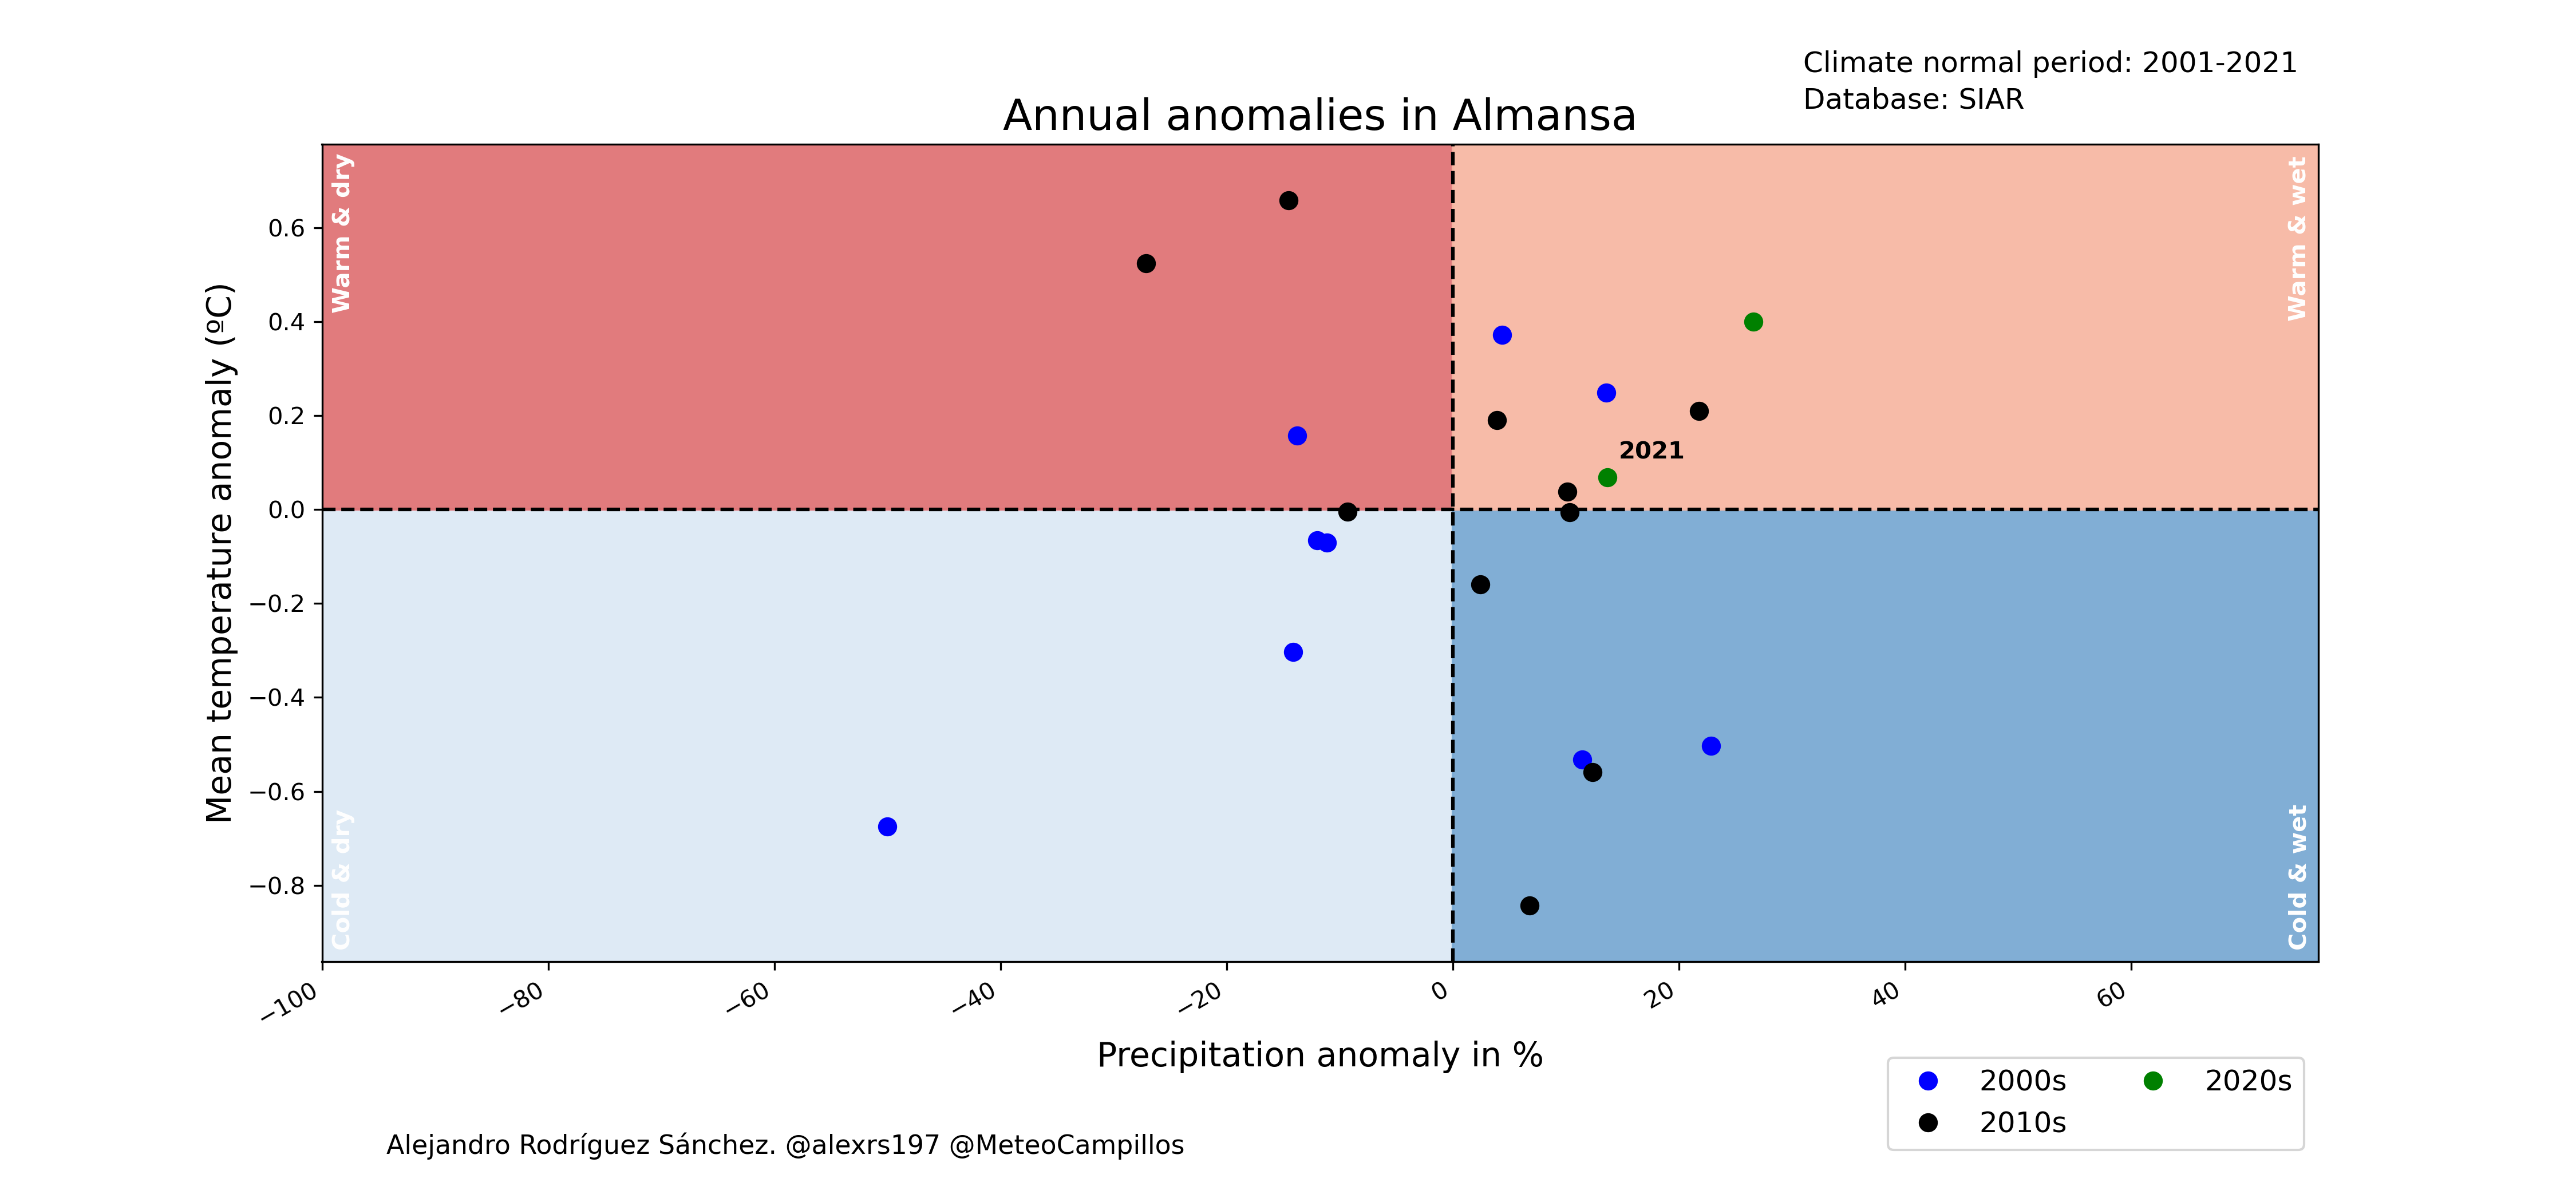 Climate normal period: 2001-2021
Database: SIAR
Annual anomalies in Almansa
Warm & dry
Warm & wet
Mean temperature anomaly (ºC)
0.6
0.4
0.2
0.0
−0.2
−0.4
−0.6
−0.8
2021
Cold & dry
Cold & wet
−100
−80
−60
−40
−20
0
20
40
60
Precipitation anomaly in %
2000s
2010s
2020s
Alejandro Rodríguez Sánchez. @alexrs197 @MeteoCampillos